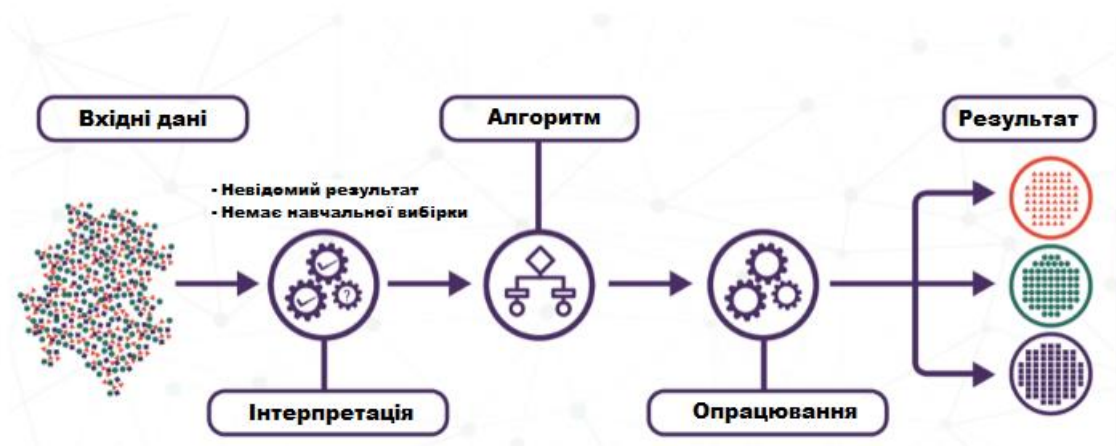 Вхідні дані
Алгоритм
Результат
- Невідомий результат
- Немає навчальної вибірки
?
Інтерпретація
Опрацювання